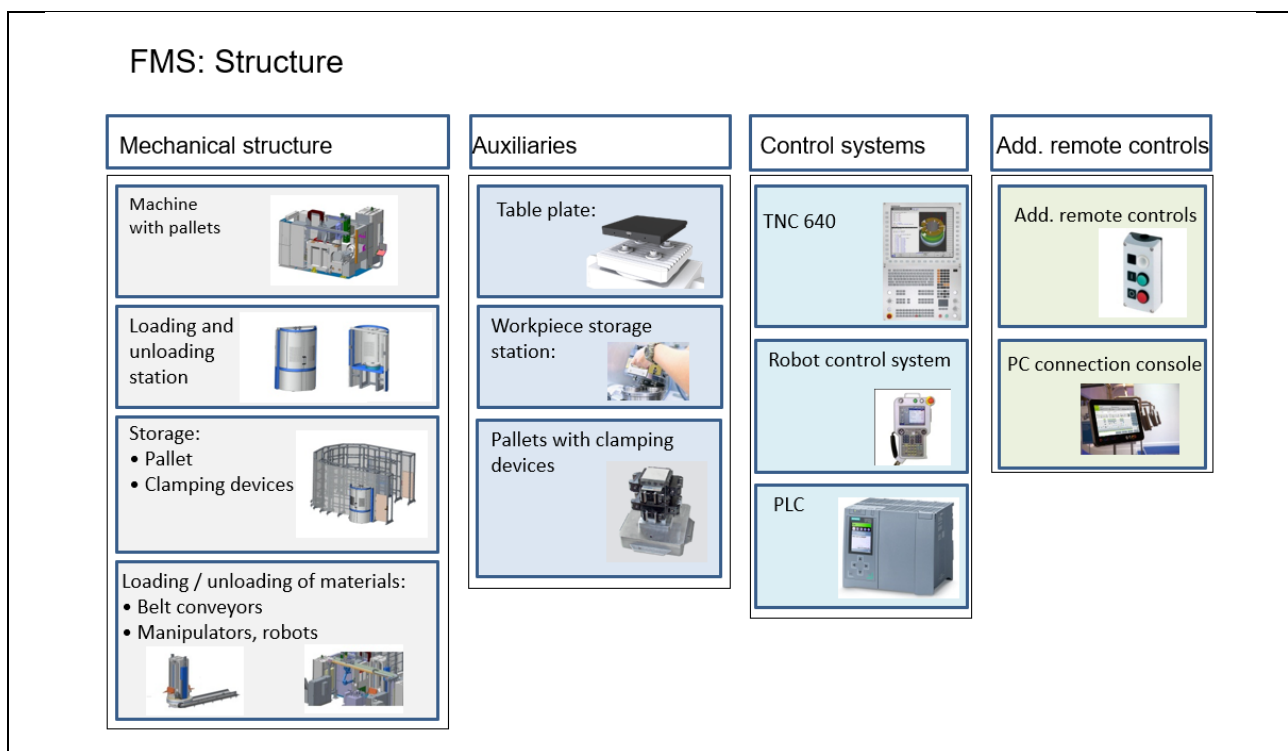 FMS: Structure
Mechanical structure
Machine
with pallets
Loading and
unloading
station
Storage:
• Pallet
• Clamping devices
Loading / unloading of materials:
• Belt conveyors
• Manipulators, robots
Auxiliaries
Table plate:
Workpiece storage
station:
Pallets with clamping
devices
Control systems
TNC 640
Robot control system
PLC
Add. remote controls
Add. remote controls
PC connection console